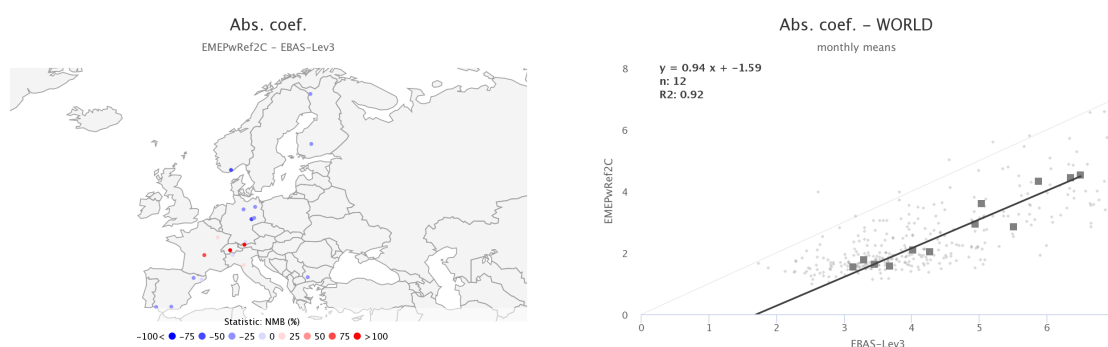 Abs. coef.
EMEPwRef2C – EBAS-Lev3
Statistic: NMB (%)
-100< -75 -50 -25 0 25 50 75 >100
Abs. coef. – WORLD
monthly means
y = 0.94 x + -1.59
n: 12
R2: 0.92
8
6
4
2
0
EMEPwRef2C
0 1 2 3 4 5 6
EBAS-Lev3